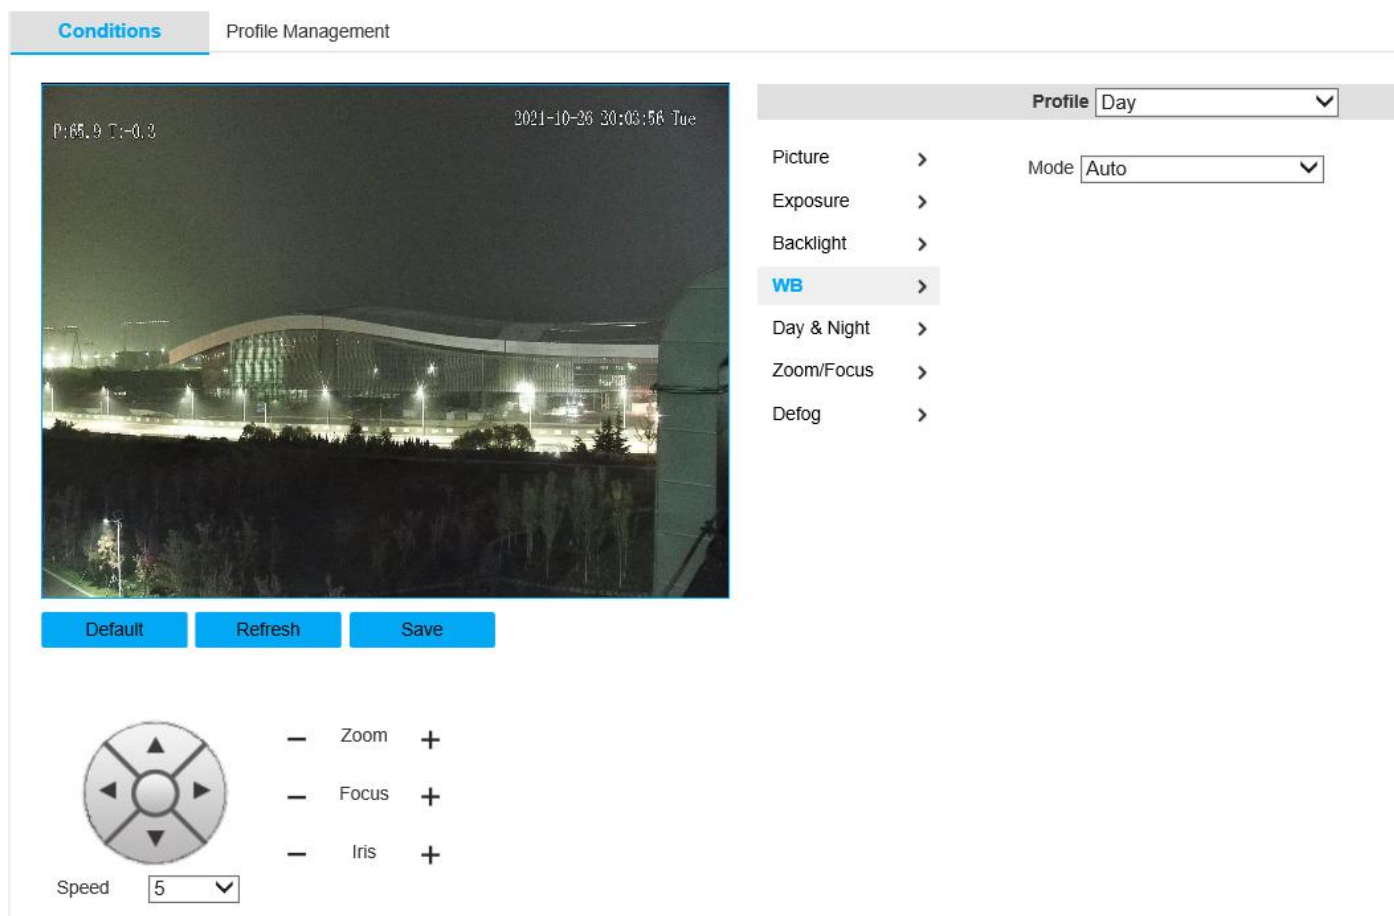 Conditions Profile Management
P:65.9 T:-0.3
2021-10-26 20:03:56 Tue
Default Refresh Save
Zoom
Focus
Iris
Speed 5
Profile Day
Picture
Exposure
Backlight
WB
Day & Night
Zoom/Focus
Defog
Mode Auto